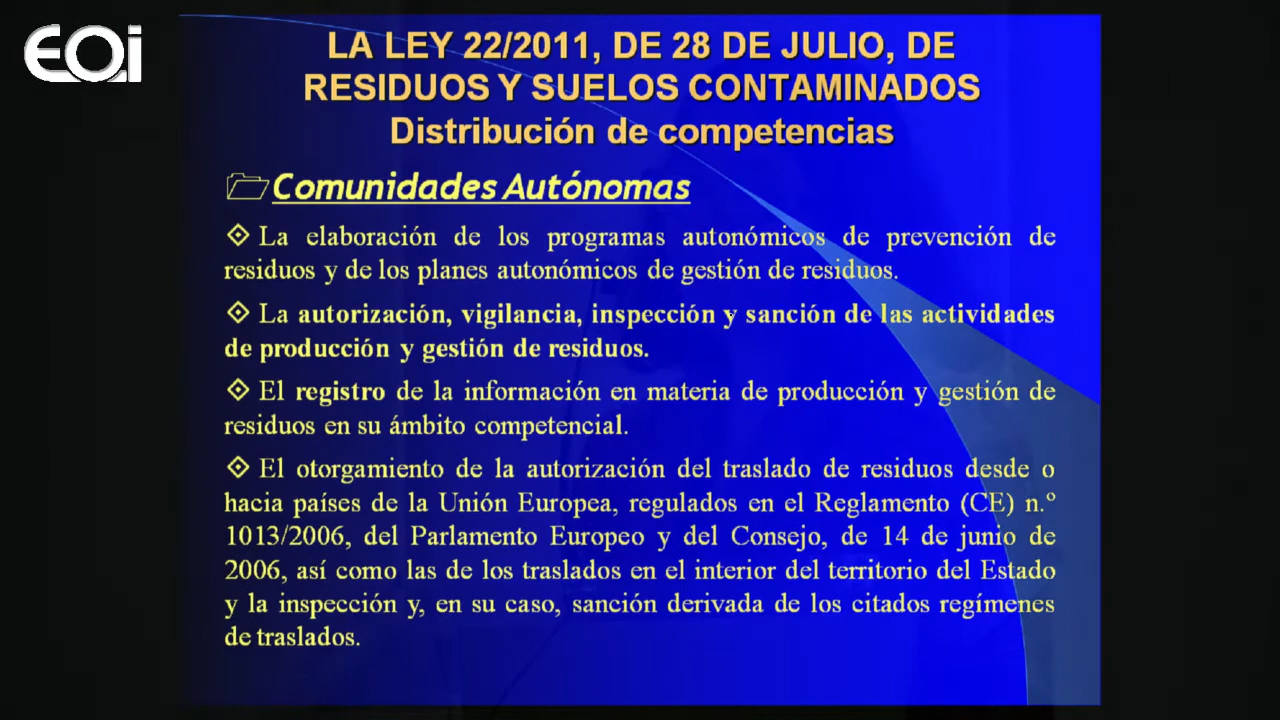 EOi
LA LEY 22/2011, DE 28 DE JULIO, DE
RESIDUOS Y SUELOS CONTAMINADOS
Distribución de competencias
Comunidades Autónomas
La elaboración de los programas autonómicos de prevención de
residuos y de los planes autonómicos de gestión de residuos.
La autorización, vigilancia, inspección y sanción de las actividades
de producción y gestión de residuos.
El registro de la información en materia de producción y gestión de
residuos en su ámbito competencial.
El otorgamiento de la autorización del traslado de residuos desde o
hacia países de la Unión Europea, regulados en el Reglamento (CE) n.º
1013/2006, del Parlamento Europeo y del Consejo, de 14 de junio de
2006, así como las de los traslados en el interior del territorio del Estado
y la inspección y, en su caso, sanción derivada de los citados regímenes
de traslados.